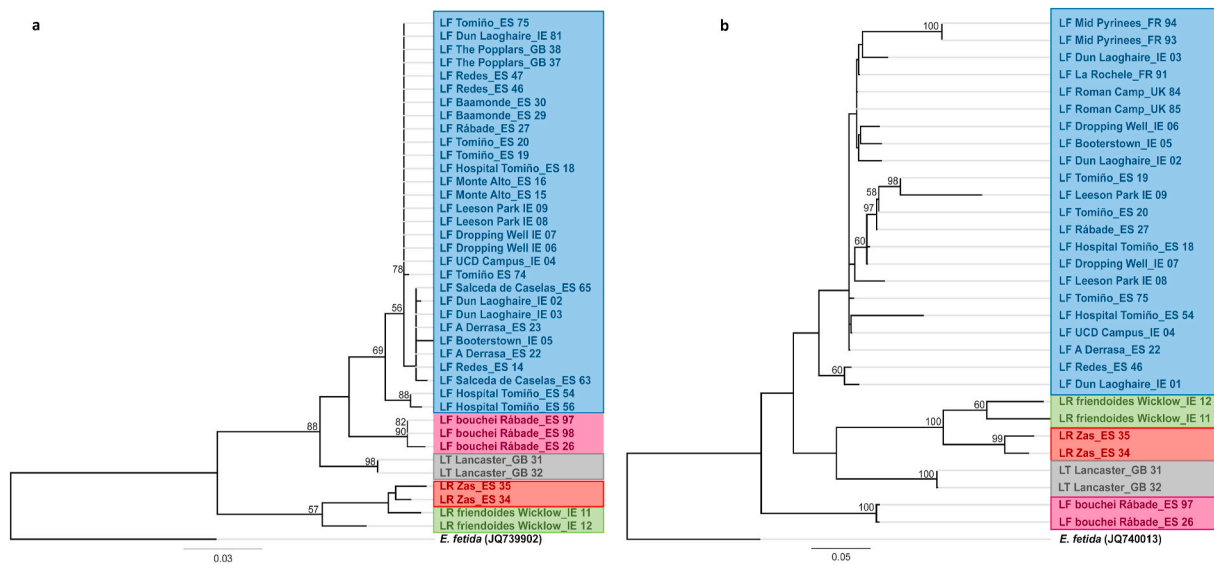 a
LF Tomiño_ES 75
LF Dun Laoghaire_IE 81
LF The Popplars_GB 38
LF The Popplars_GB 37
LF Redes_ES 47
LF Redes_ES 46
LF Baamonde_ES 30
LF Baamonde_ES 29
LF Rábade_ES 27
LF Tomiño_ES 20
LF Tomiño_ES 19
LF Hospital Tomiño_ES 18
LF Monte Alto_ES 16
LF Monte Alto_ES 15
LF Leeson Park IE 09
LF Leeson Park IE 08
LF Dropping Well_IE 07
LF Dropping Well_IE 06
LF UCD Campus_IE 04
78
LF Tomiño ES 74
LF Salceda de Caselas_ES 65
LF Dun Laoghaire_IE 02
56
LF Dun Laoghaire_IE 03
LF A Derrasa_ES 23
LF Booterstown_IE 05
69
LF A Derrasa_ES 22
LF Redes_ES 14
LF Salceda de Caselas_ES 63
88
LF Hospital Tomiño_ES 54
LF Hospital Tomiño_ES 56
82
LF bouchei Rábade_ES 97
88
90
LF bouchei Rábade_ES 98
LF bouchei Rábade_ES 26
98
LT Lancaster_GB 31
LT Lancaster_GB 32
LR Zas_ES 35
LR Zas_ES 34
57
LR friendoides Wicklow_IE 11
LR friendoides Wicklow_IE 12
E. fetida (JQ739902)
0.03
b
100
LF Mid Pyrinees_FR 94
LF Mid Pyrinees_FR 93
LF Dun Laoghaire_IE 03
LF La Rochele_FR 91
LF Roman Camp_UK 84
LF Roman Camp_UK 85
LF Dropping Well_IE 06
LF Booterstown_IE 05
LF Dun Laoghaire_IE 02
98
LF Tomiño_ES 19
58
LF Leeson Park_IE 09
97
LF Tomiño_ES 20
LF Rábade_ES 27
60
LF Hospital Tomiño_ES 18
LF Dropping Well_IE 07
LF Leeson Park IE 08
LF Tomiño_ES 75
LF Hospital Tomiño_ES 54
LF UCD Campus_IE 04
LF A Derrasa_ES 22
60
LF Redes_ES 46
LF Dun Laoghaire_IE 01
60
LR friendoides Wicklow_IE 12
100
LR friendoides Wicklow_IE 11
99
LR Zas_ES 35
LR Zas_ES 34
100
LT Lancaster_GB 31
LT Lancaster_GB 32
100
LF bouchei Rábade_ES 97
LF bouchei Rábade_ES 26
E. fetida (JQ740013)
0.05